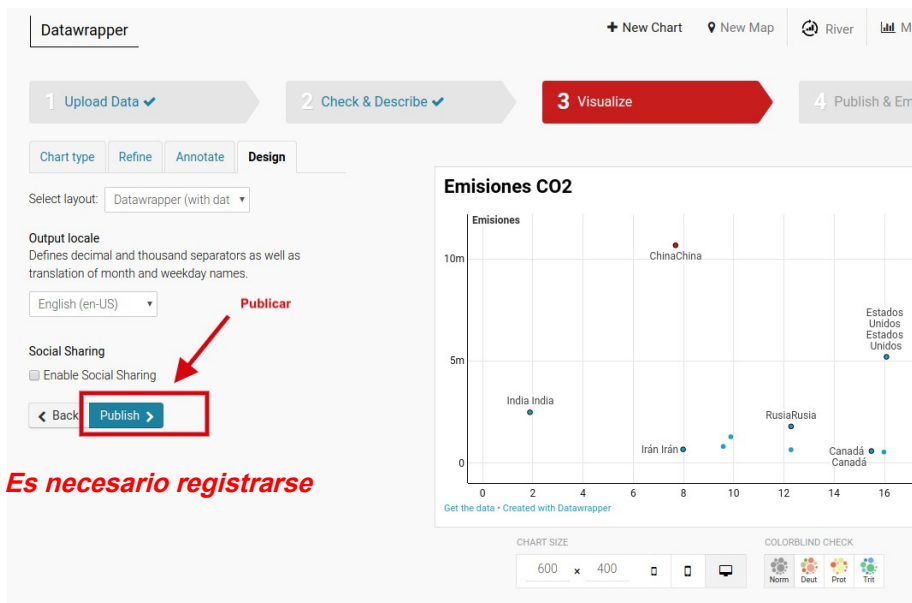 Datawrapper
New Chart
New Map
River
1 Upload Data
2 Check & Describe
3 Visualize
4 Publish &
Chart type
Refine
Annotate
Design
Select layout:
Datawrapper (with dat
Output locale
Defines decimal and thousand separators as well as
translation of month and weekday names.
English (en-US)
Publicar
Social Sharing
Enable Social Sharing
Back
Publish
Es necesario registrarse
Emisiones CO2
Emisiones
10m
ChinaChina
Estados
Unidos
Estados
Unidos
5m
India India
RusiaRusia
Irán Irán
Canadá
Canadá
0
0 2 4 6 8 10 12 14 16
Get the data • Created with Datawrapper
CHART SIZE
600 × 400
COLORBLIND CHECK
Norm
Deut
Prot
Trit